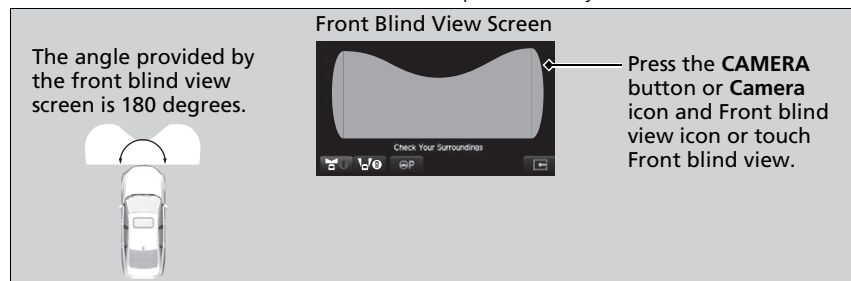 Front Blind View Screen
The angle provided by
the front blind view
screen is 180 degrees.
Check Your Surroundings
P
Press the CAMERA
button or Camera
icon and Front blind
view icon or touch
Front blind view.